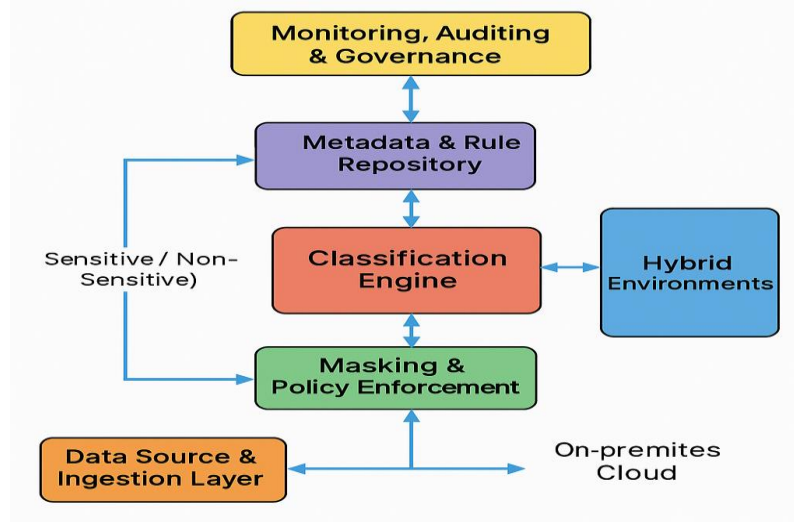 Monitoring, Auditing
& Governance
Metadata & Rule
Repository
Sensitive / Non-
Sensitive)
Classification
Engine
Hybrid
Environments
Masking &
Policy Enforcement
Data Source &
Ingestion Layer
On-premites
Cloud